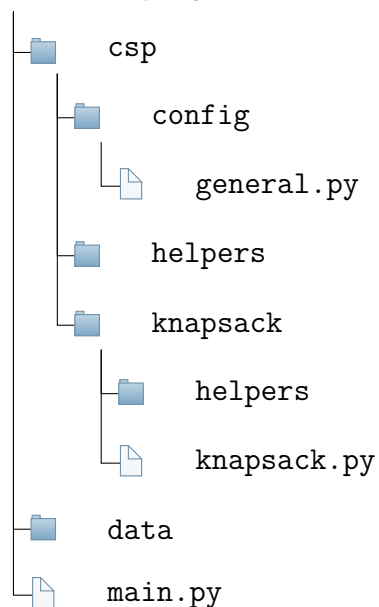 csp
config
general.py
helpers
knapsack
helpers
knapsack.py
data
main.py